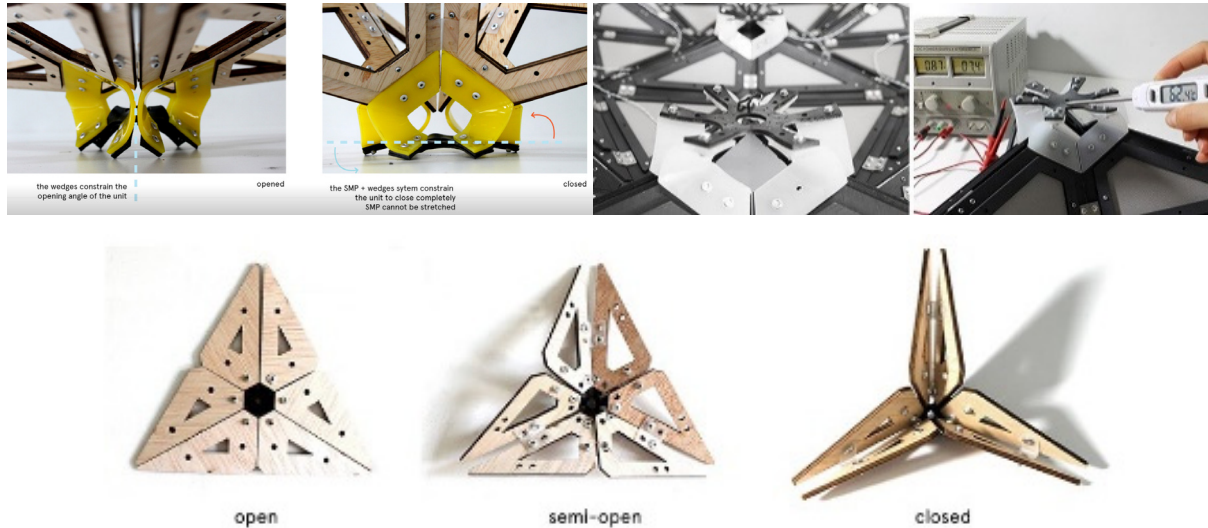 the wedges constrain the
opening angle of the unit
opened
the SMP + wedges sytem constrain
the unit to close completely
SMP cannot be stretched
closed
open
semi-open
closed